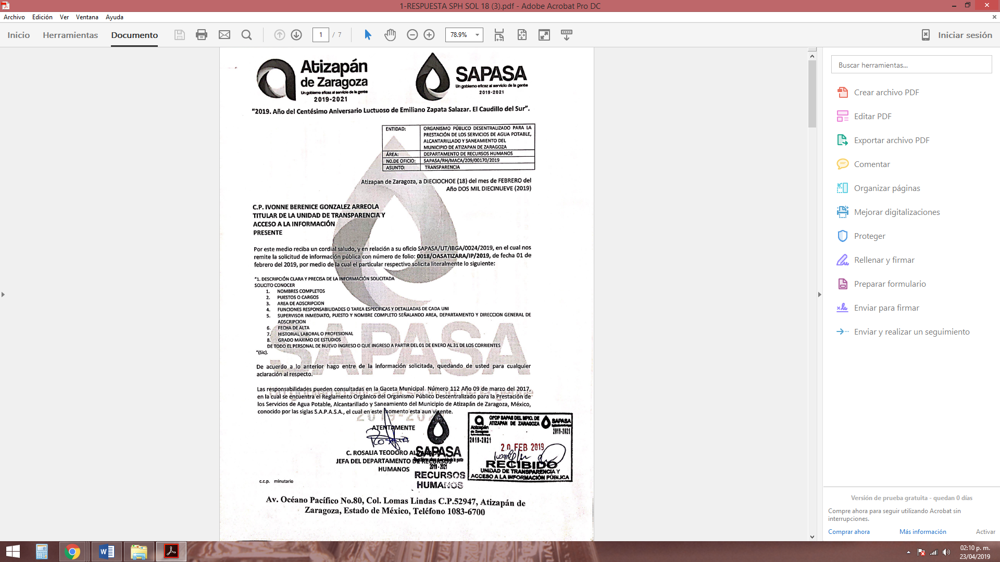 1-RESPUESTA SPH SOL 18 (3).pdf - Adobe Acrobat Pro DC
Archivo Edición Ver Ventana Ayuda
Inicio Herramientas Documento 1 / 7 78.9% Iniciar sesión
Atizapán
de Zaragoza
Un gobierno eficaz al servicio de la gente
2019-2021
SAPASA
Un gobierno eficaz al servicio de la gente
2019-2021
"2019. Año del Centésimo Aniversario Luctuoso de Emiliano Zapata Salazar. El Caudillo del Sur".
ENTIDAD: ORGANISMO PÚBLICO DESENTRALIZADO PARA LA
PRESTACIÓN DE LOS SERVICIOS DE AGUA POTABLE,
ALCANTARILLADO Y SANEAMIENTO DEL
MUNICIPIO DE ATIZAPAN DE ZARAGOZA
ÁREA: DEPARTAMENTO DE RECURSOS HUMANOS
NO.DE OFICIO: SAPASA/RH/MACA/209/00170/2019
ASUNTO: TRANSPARENCIA
Atizapan de Zaragoza, a DIECIOCHOE (18) del mes de FEBRERO del
Año DOS MIL DIECINUEVE (2019)
C.P. IVONNE BERENICE GONZALEZ ARREOLA
TITULAR DE LA UNIDAD DE TRANSPARENCIA Y
ACCESO A LA INFORMACIÓN
PRESENTE
Por este medio reciba un cordial saludo, y en relación a su oficio SAPASA/UT/IBGA/0024/2019, en el cual nos
remite la solicitud de información pública con número de folio: 0018/OASATIZARA/IP/2019, de fecha 01 de
febrero del 2019, por medio de la cual el particular respectivo solicita literalmente lo siguiente:
"1. DESCRIPCIÓN CLARA Y PRECISA DE LA INFORMACIÓN SOLICITADA
SOLICITO CONOCER
1. NOMBRES COMPLETOS
2. PUESTOS O CARGOS
3. AREA DE ADSCRIPCION
4. FUNCIONES RESPONSABILIDADES O TAREA ESPECIFICAS Y DETALLADAS DE CADA UNI
5. SUPERVISOR INMEDIATO, PUESTO Y NOMBRE COMPLETO SEÑALANDO AREA, DEPARTAMENTO Y DIRECCION GENERAL DE
ADSCRIPCION
6. FECHA DE ALTA
7. HISTORIAL LABORAL O PROFESIONAL
8. GRADO MAXIMO DE ESTUDIOS
DE TODO EL PERSONAL DE NUEVO INGRESO O QUE INGRESO A PARTIR DEL 01 DE ENERO AL 31 DE LOS CORRIENTES
"(Sic).
SAPASA
De acuerdo a lo anterior hago entre de la información solicitada, quedando de usted para cualquier
aclaración al respecto.
Las responsabilidades pueden consultadas en la Gaceta Municipal Número 112 Año 09 de marzo del 2017,
en la cual se encuentra el Reglamento Orgánico del Organismo Público Descentralizado para la Prestación de
los Servicios de Agua Potable, Alcantarillado y Saneamiento del Municipio de Atizapán de Zaragoza, México,
conocido por las siglas S.A.P.A.S.A., el cual en este momento esta aun vigente.
ATENTAMENTE
C. ROSALIA TEODORO
JEFA DEL DEPARTAMENTO DE RECURSOS
HUMANOS
SAPASA
2019 - 2021
RECURSOS
HUMANOS
OPDP SAPAS DEL MPIO. DE
ATIZAPAN DE ZARAGOZA
Atizapán
de Zaragoza
2019-2021
SAPASA
2019-2021
20 FEB 2019
RECIBIDO
UNIDAD DE TRANSPARENCIA Y
ACCESO A LA INFORMACIÓN PÚBLICA
c.c.p. minutario
Av. Océano Pacífico No.80, Col. Lomas Lindas C.P.52947, Atizapán de
Zaragoza, Estado de México, Teléfono 1083-6700
Buscar herramientas...
Crear archivo PDF
Editar PDF
Exportar archivo PDF
Comentar
Organizar páginas
Mejorar digitalizaciones
Proteger
Rellenar y firmar
Preparar formulario
Enviar para firmar
Enviar y realizar un seguimiento
Versión de prueba gratuita - quedan 0 días
Compre ahora para seguir utilizando Acrobat sin
interrupciones.
Comprar ahora Más información Activar
02:10 p. m.
23/04/2019